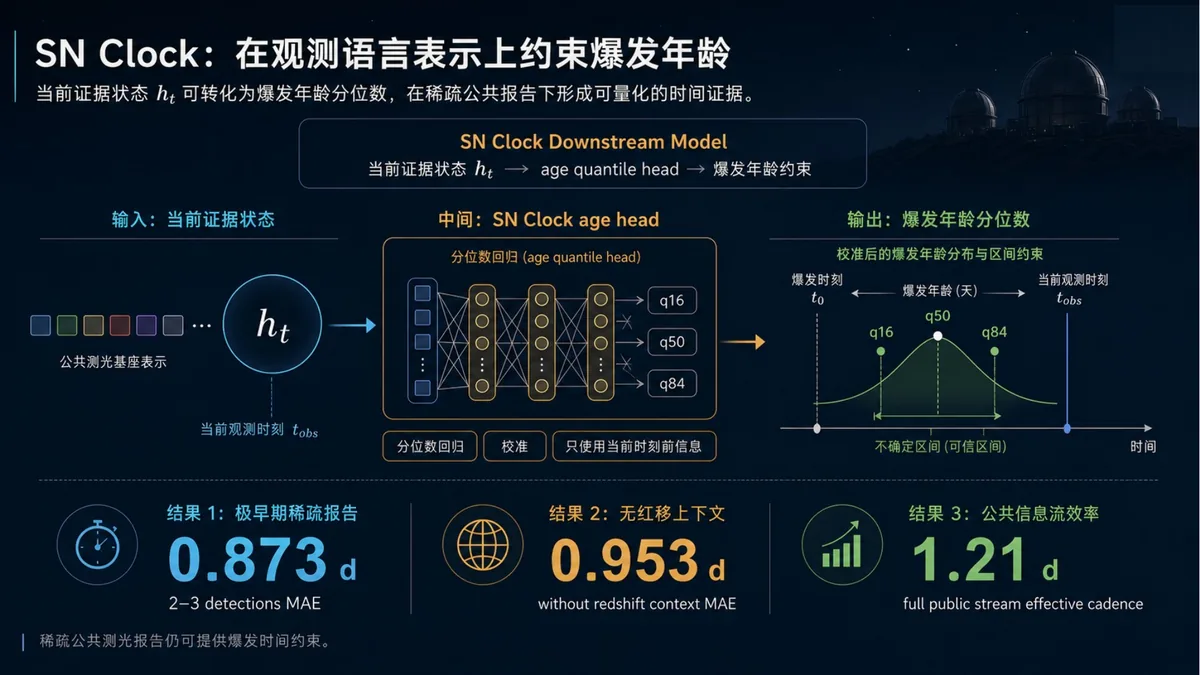 SN Clock：在观测语言表示上约束爆发年龄
当前证据状态 hₜ 可转化为爆发年龄分位数，在稀疏公共报告下形成可量化的时间证据。
SN Clock Downstream Model
当前证据状态 hₜ → age quantile head → 爆发年龄约束
输入：当前证据状态
公共测光基座表示
...
hₜ
当前观测时刻 t_obs
中间：SN Clock age head
分位数回归 (age quantile head)
q16
q50
q84
分位数回归
校准
只使用当前时刻前信息
输出：爆发年龄分位数
校准后的爆发年龄分布与区间约束
爆发时刻
t₀
爆发年龄 (天)
当前观测时刻
t_obs
q16
q50
q84
不确定区间 (可信区间)
时间
结果 1：极早期稀疏报告
0.873 d
2–3 detections MAE
结果 2：无红移上下文
0.953 d
without redshift context MAE
结果 3：公共信息流效率
1.21 d
full public stream effective cadence
稀疏公共测光报告仍可提供爆发时间约束。